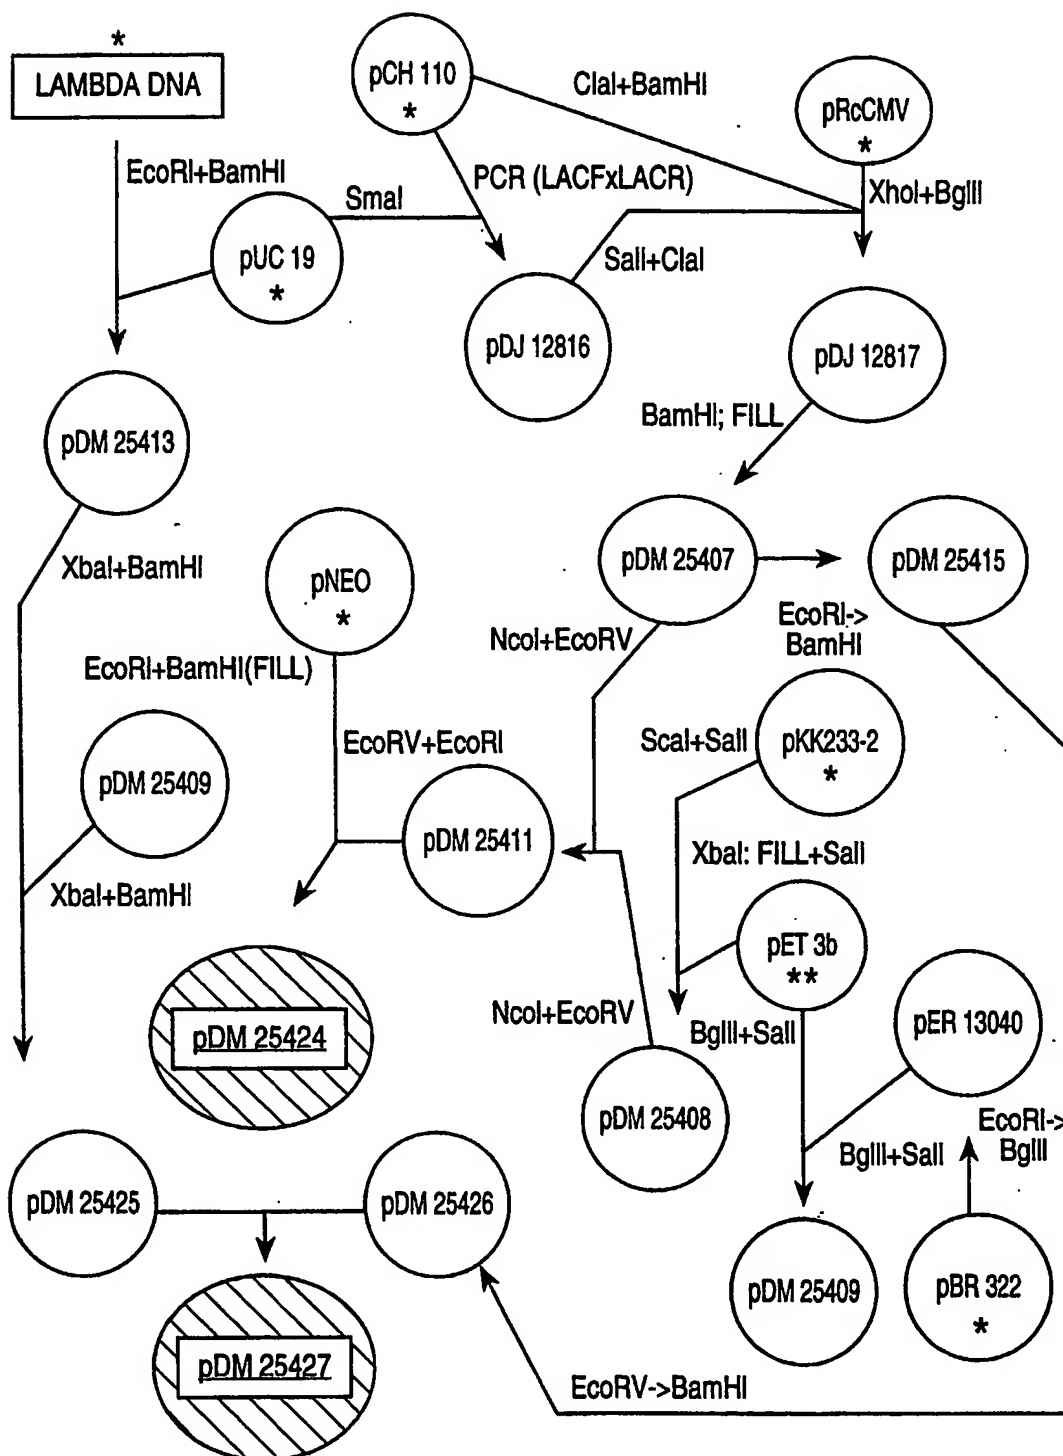 *
LAMBDA DNA
pCH 110
*
ClaI+BamHI
pRcCMV
*
EcoRI+BamHI
SmaI
PCR (LACFxLACR)
XhoI+BglII
pUC 19
*
SalI+ClaI
pDJ 12816
pDJ 12817
BamHI; FILL
pDM 25413
XbaI+BamHI
pNEO
*
pDM 25407
pDM 25415
NcoI+EcoRV
EcoRI->
BamHI
EcoRI+BamHI(FILL)
EcoRV+EcoRI
ScaI+SalI
pKK233-2
*
pDM 25409
pDM 25411
XbaI: FILL+SalI
XbaI+BamHI
pET 3b
**
pDM 25424
NcoI+EcoRV
BglII+SalI
pER 13040
pDM 25408
BglII+SalI
EcoRI->
BglII
pDM 25425
pDM 25426
pDM 25409
pBR 322
*
pDM 25427
EcoRV->BamHI